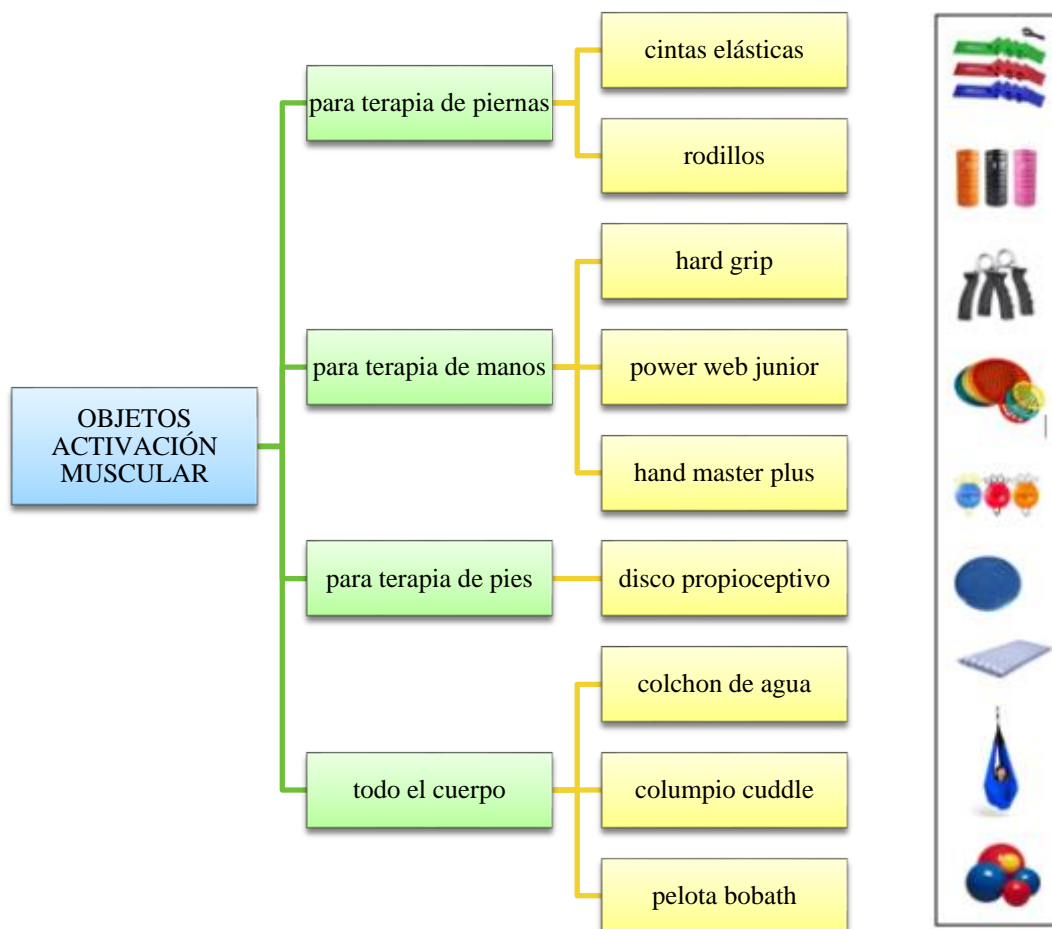 OBJETOS
ACTIVACIÓN
MUSCULAR
para terapia de piernas
cintas elásticas
rodillos
para terapia de manos
hard grip
power web junior
hand master plus
para terapia de pies
disco propioceptivo
todo el cuerpo
colchon de agua
columpio cuddle
pelota bobath